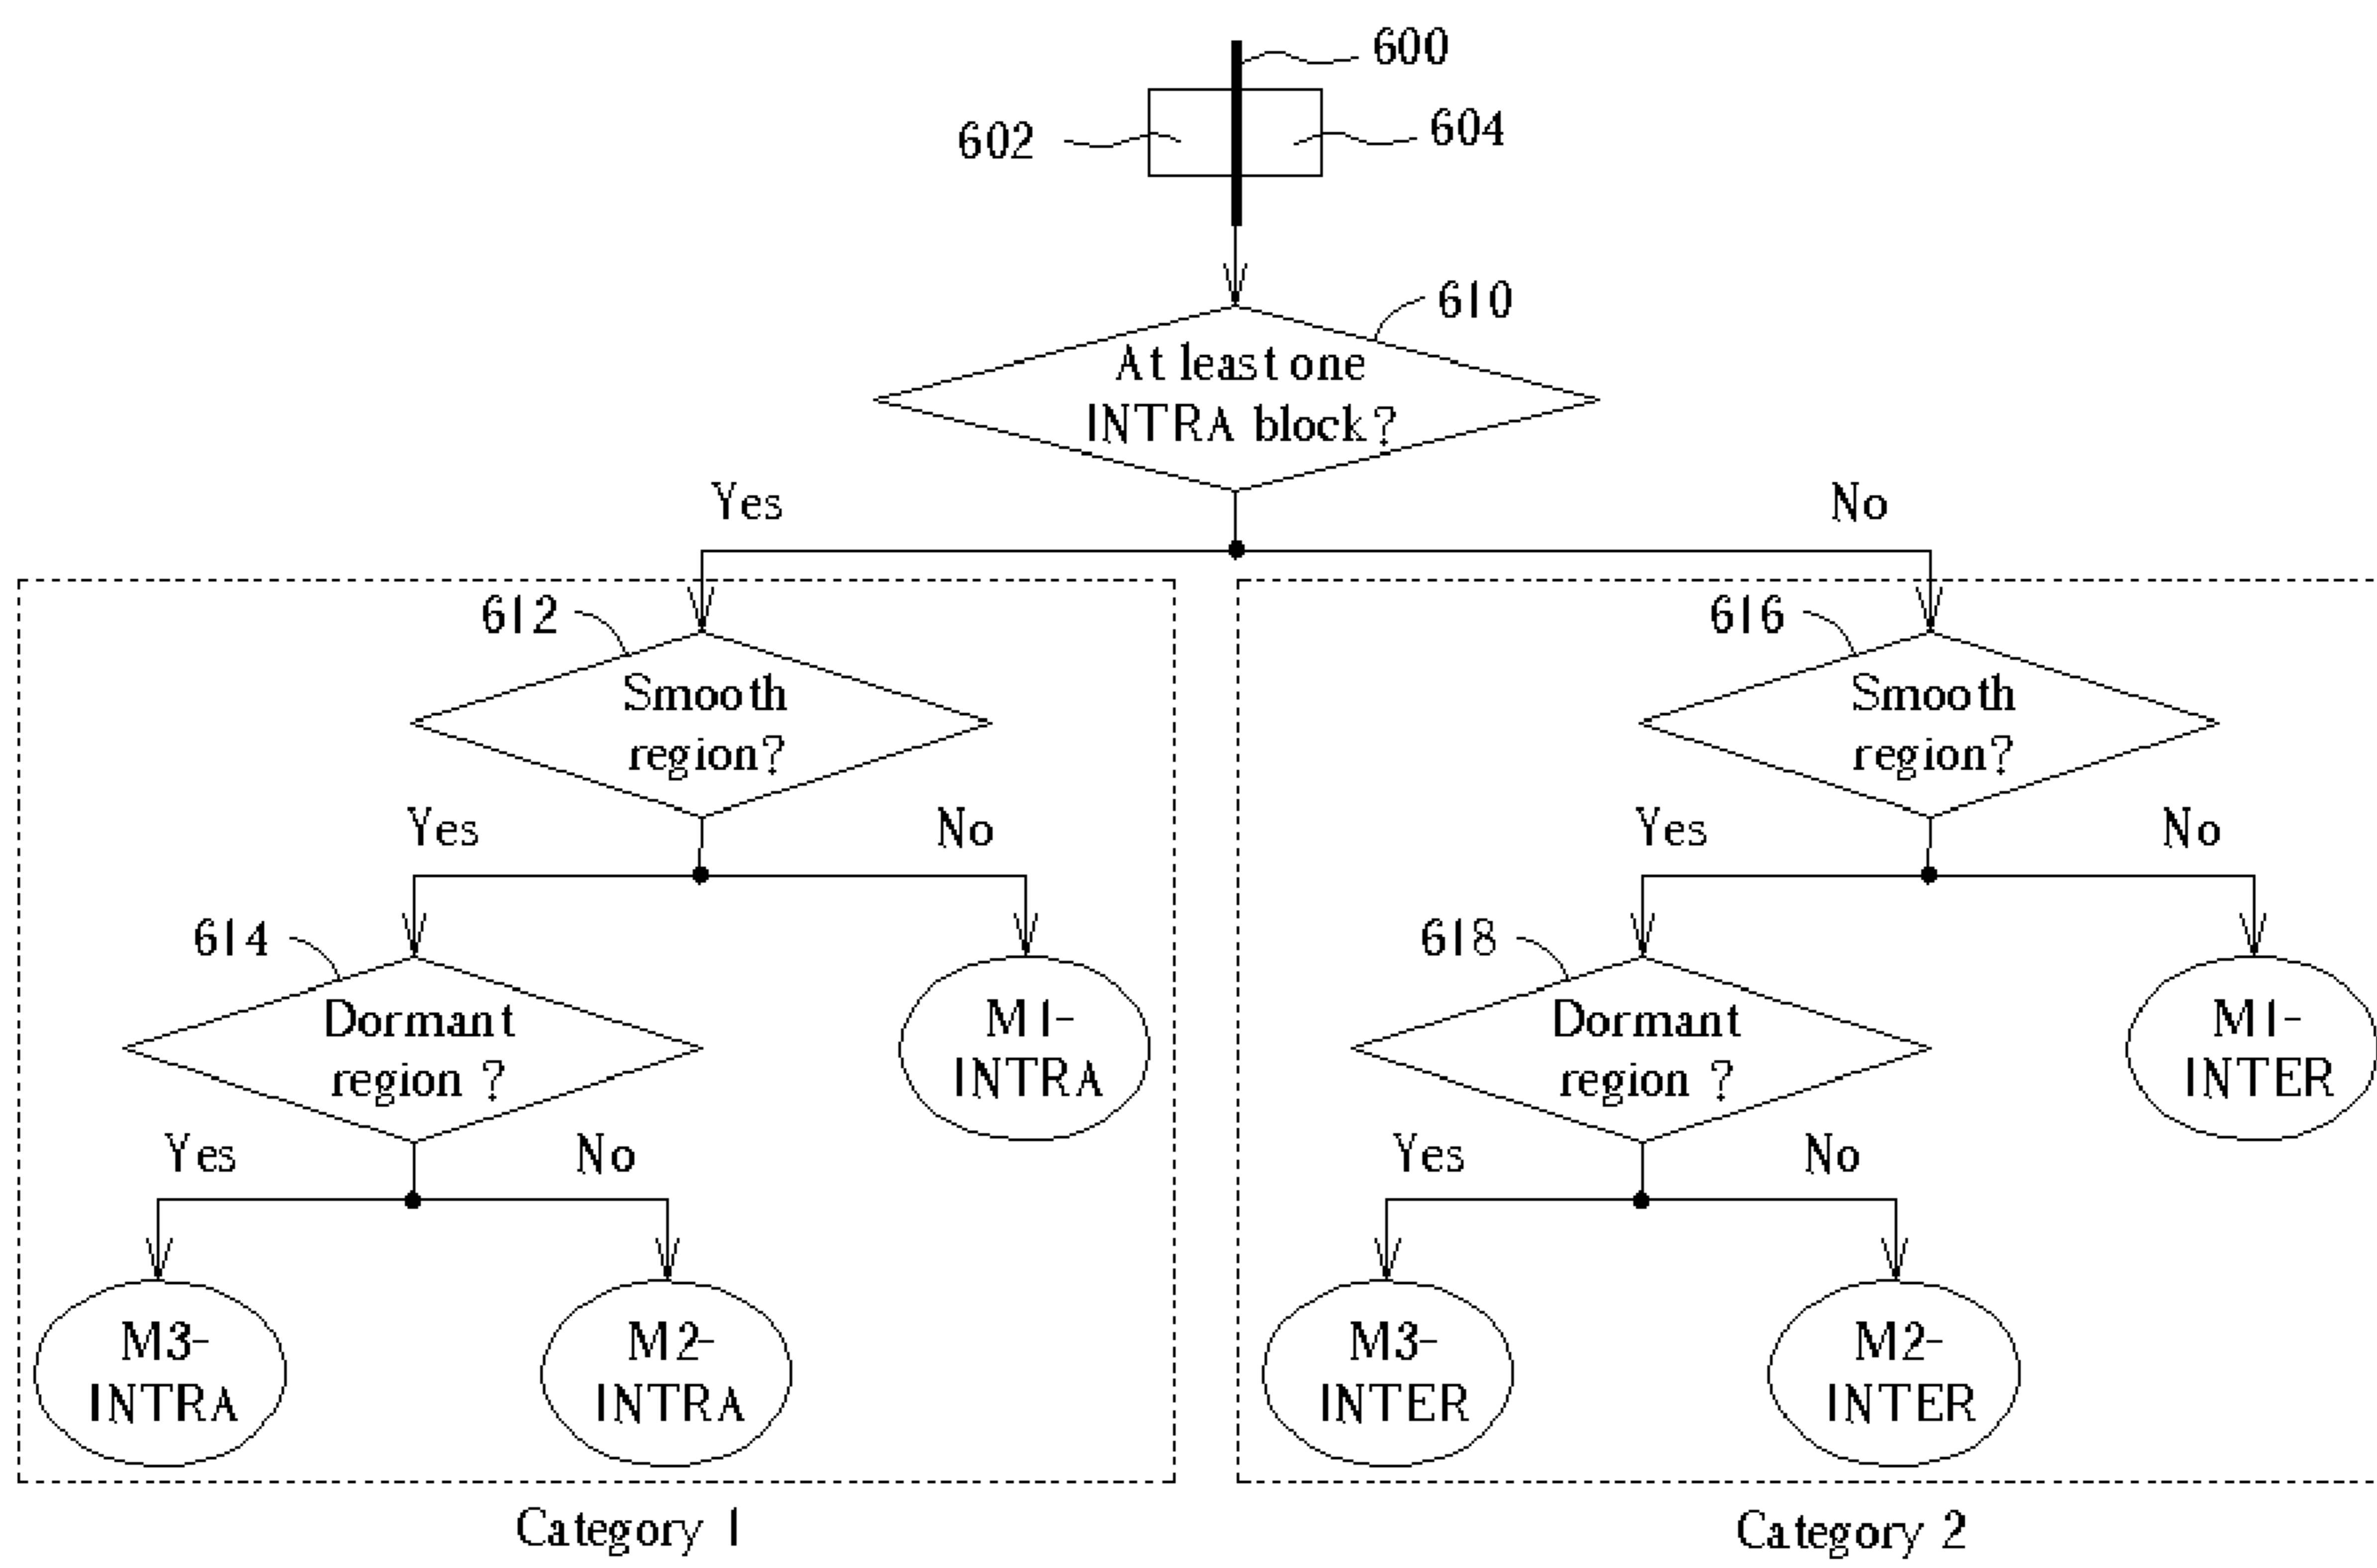 600
602
604
610
At least one
INTRA block?
Yes
No
612
Smooth
region?
616
Smooth
region?
Yes
No
Yes
No
614
Dormant
region ?
M1-
INTRA
618
Dormant
region ?
M1-
INTER
Yes
No
Yes
No
M3-
INTRA
M2-
INTRA
M3-
INTER
M2-
INTER
Category 1
Category 2